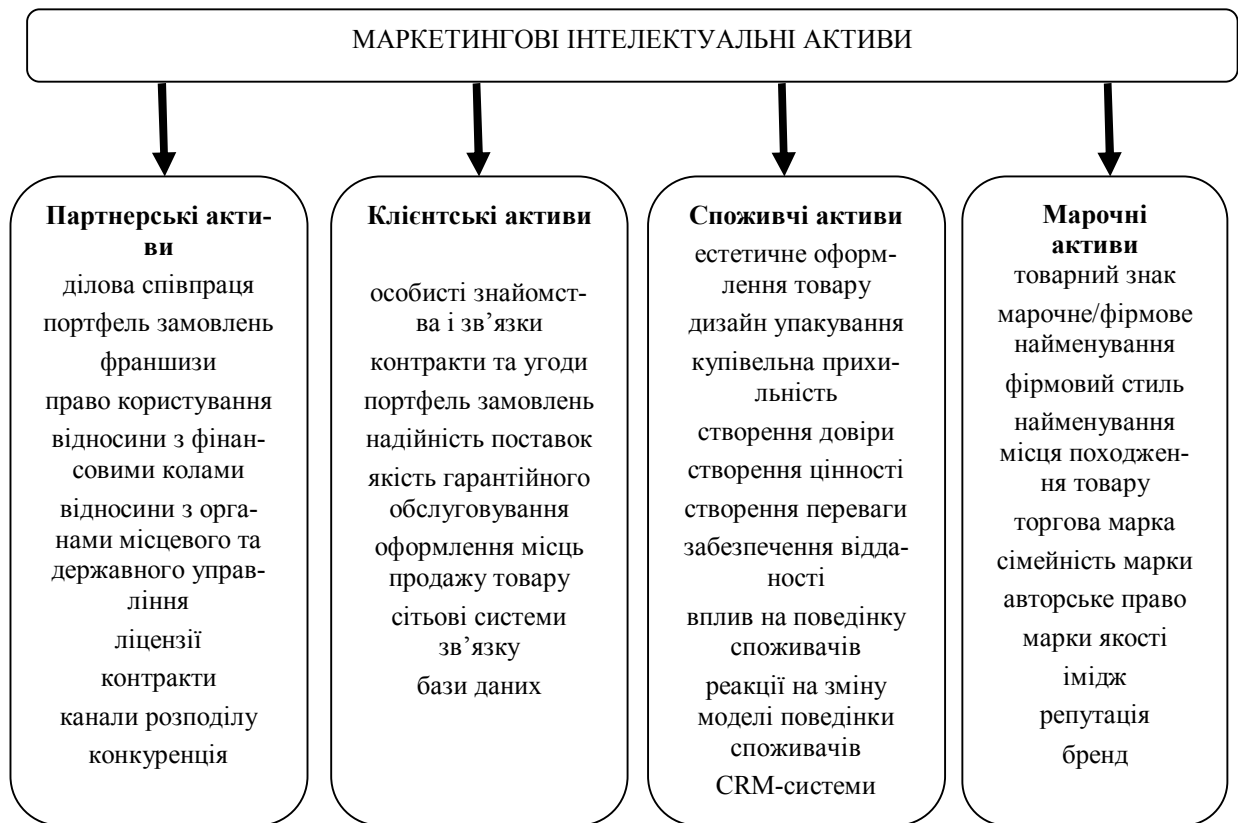 МАРКЕТИНГОВІ ІНТЕЛЕКТУАЛЬНІ АКТИВИ
Партнерські акти-
ви
ділова співпраця
портфель замовлень
франшизи
право користування
відносини з фінан-
совими колами
відносини з орга-
нами місцевого та
державного управ-
ління
ліцензії
контракти
канали розподілу
конкуренція
Клієнтські активи
особисті знайомст-
ва і зв’язки
контракти та угоди
портфель замовлень
надійність поставок
якість гарантійного
обслуговування
оформлення місць
продажу товару
сітьові системи
зв’язку
бази даних
Споживчі активи
естетичне оформ-
лення товару
дизайн упакування
купівельна прихи-
льність
створення довіри
створення цінності
створення переваги
забезпечення відда-
ності
вплив на поведінку
споживачів
реакції на зміну
моделі поведінки
споживачів
CRM-системи
Марочні
активи
товарний знак
марочне/фірмове
найменування
фірмовий стиль
найменування
місця походжен-
ня товару
торгова марка
сімейність марки
авторське право
марки якості
імідж
репутація
бренд